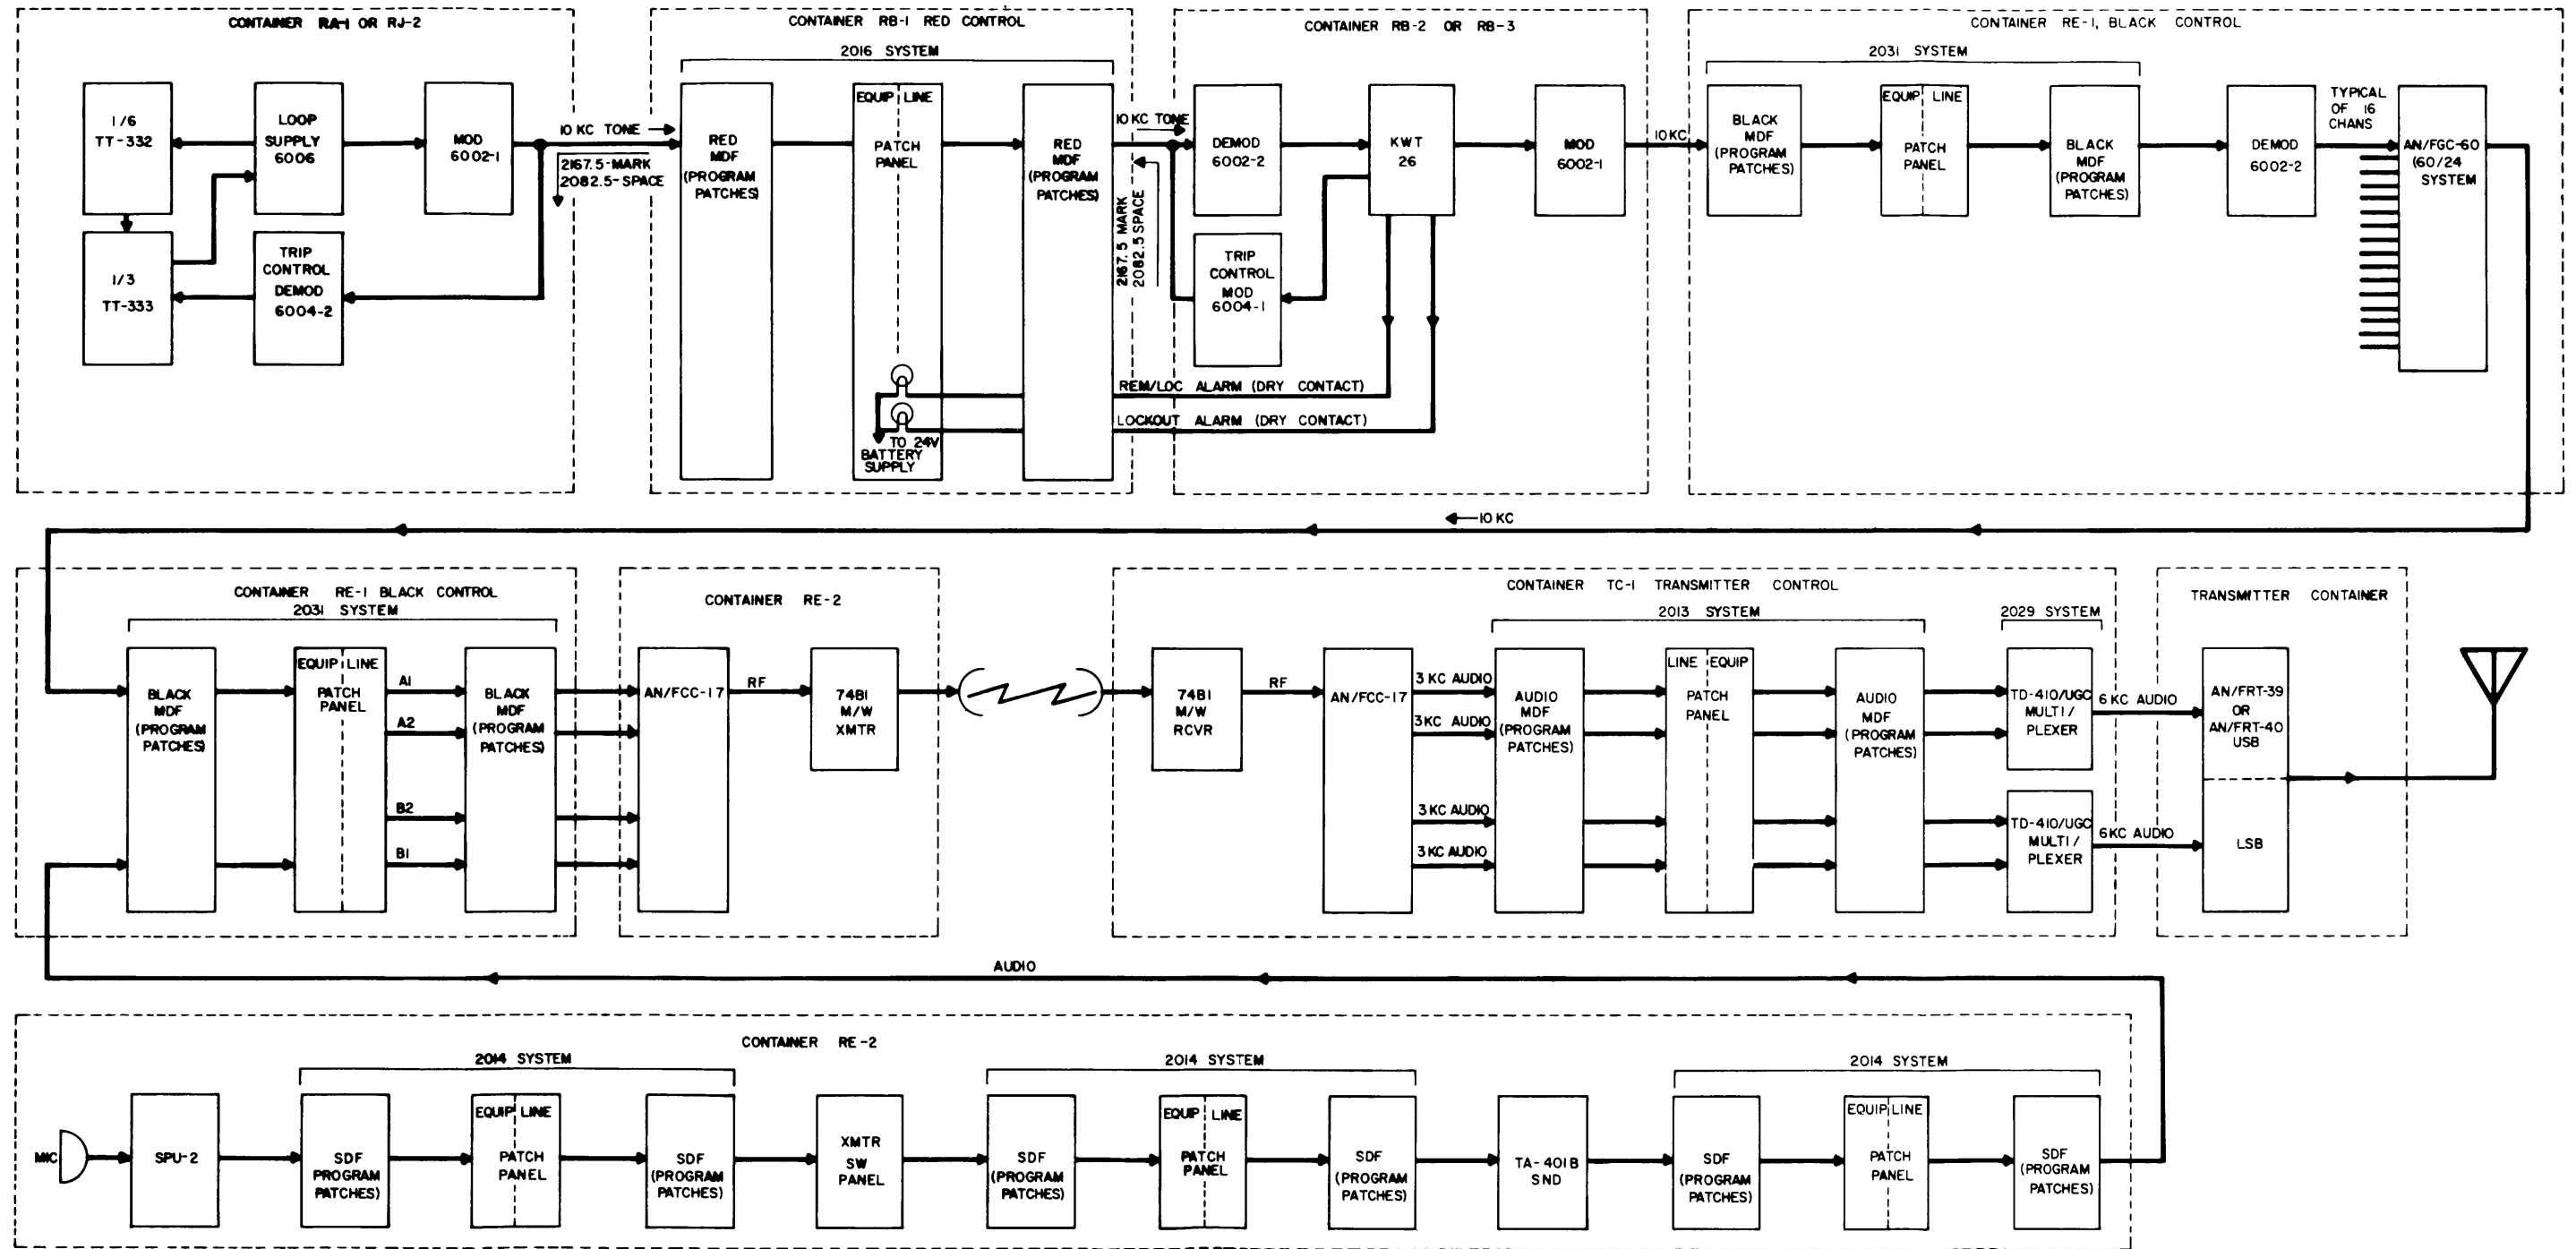 CONTAINER RA-1 OR RJ-2
1/6
TT-332
LOOP
SUPPLY
6006
MOD
6002-1
1/3
TT-333
TRIP
CONTROL
DEMOD
6004-2
10 KC TONE
2167.5-MARK
2082.5-SPACE
CONTAINER RB-1 RED CONTROL
2016 SYSTEM
RED
MDF
(PROGRAM
PATCHES)
EQUIP LINE
PATCH
PANEL
TO 24V
BATTERY
SUPPLY
RED
MDF
(PROGRAM
PATCHES)
10 KC TONE
2167.5 MARK
2082.5 SPACE
REM/LOC ALARM (DRY CONTACT)
LOCKOUT ALARM (DRY CONTACT)
CONTAINER RB-2 OR RB-3
DEMOD
6002-2
TRIP
CONTROL
MOD
6004-1
KWT
26
MOD
6002-1
10 KC
CONTAINER RE-1, BLACK CONTROL
2031 SYSTEM
BLACK
MDF
(PROGRAM
PATCHES)
EQUIP LINE
PATCH
PANEL
BLACK
MDF
(PROGRAM
PATCHES)
DEMOD
6002-2
TYPICAL
OF 16
CHANS
AN/FGC-60
(60/24
SYSTEM
10 KC
CONTAINER RE-1 BLACK CONTROL
2031 SYSTEM
BLACK
MDF
(PROGRAM
PATCHES)
EQUIP LINE
PATCH
PANEL
A1
A2
B2
B1
BLACK
MDF
(PROGRAM
PATCHES)
CONTAINER RE-2
AN/FCC-17
RF
74B1
M/W
XMTR
CONTAINER TC-1 TRANSMITTER CONTROL
74B1
M/W
RCVR
RF
AN/FCC-17
3 KC AUDIO
3 KC AUDIO
3 KC AUDIO
3 KC AUDIO
2013 SYSTEM
AUDIO
MDF
(PROGRAM
PATCHES)
LINE EQUIP
PATCH
PANEL
AUDIO
MDF
(PROGRAM
PATCHES)
2029 SYSTEM
TD-410/UGC
MULTI/
PLEXER
TD-410/UGC
MULTI/
PLEXER
6 KC AUDIO
6 KC AUDIO
TRANSMITTER CONTAINER
AN/FRT-39
OR
AN/FRT-40
USB
LSB
AUDIO
CONTAINER RE-2
MIC
SPU-2
2014 SYSTEM
SDF
PROGRAM
PATCHES)
EQUIP LINE
PATCH
PANEL
SDF
(PROGRAM
PATCHES)
XMTR
SW
PANEL
2014 SYSTEM
SDF
(PROGRAM
PATCHES)
EQUIP LINE
PATCH
PANEL
SDF
(PROGRAM
PATCHES)
TA-401B
SND
2014 SYSTEM
SDF
(PROGRAM
PATCHES)
EQUIP LINE
PATCH
PANEL
SDF
(PROGRAM
PATCHES)